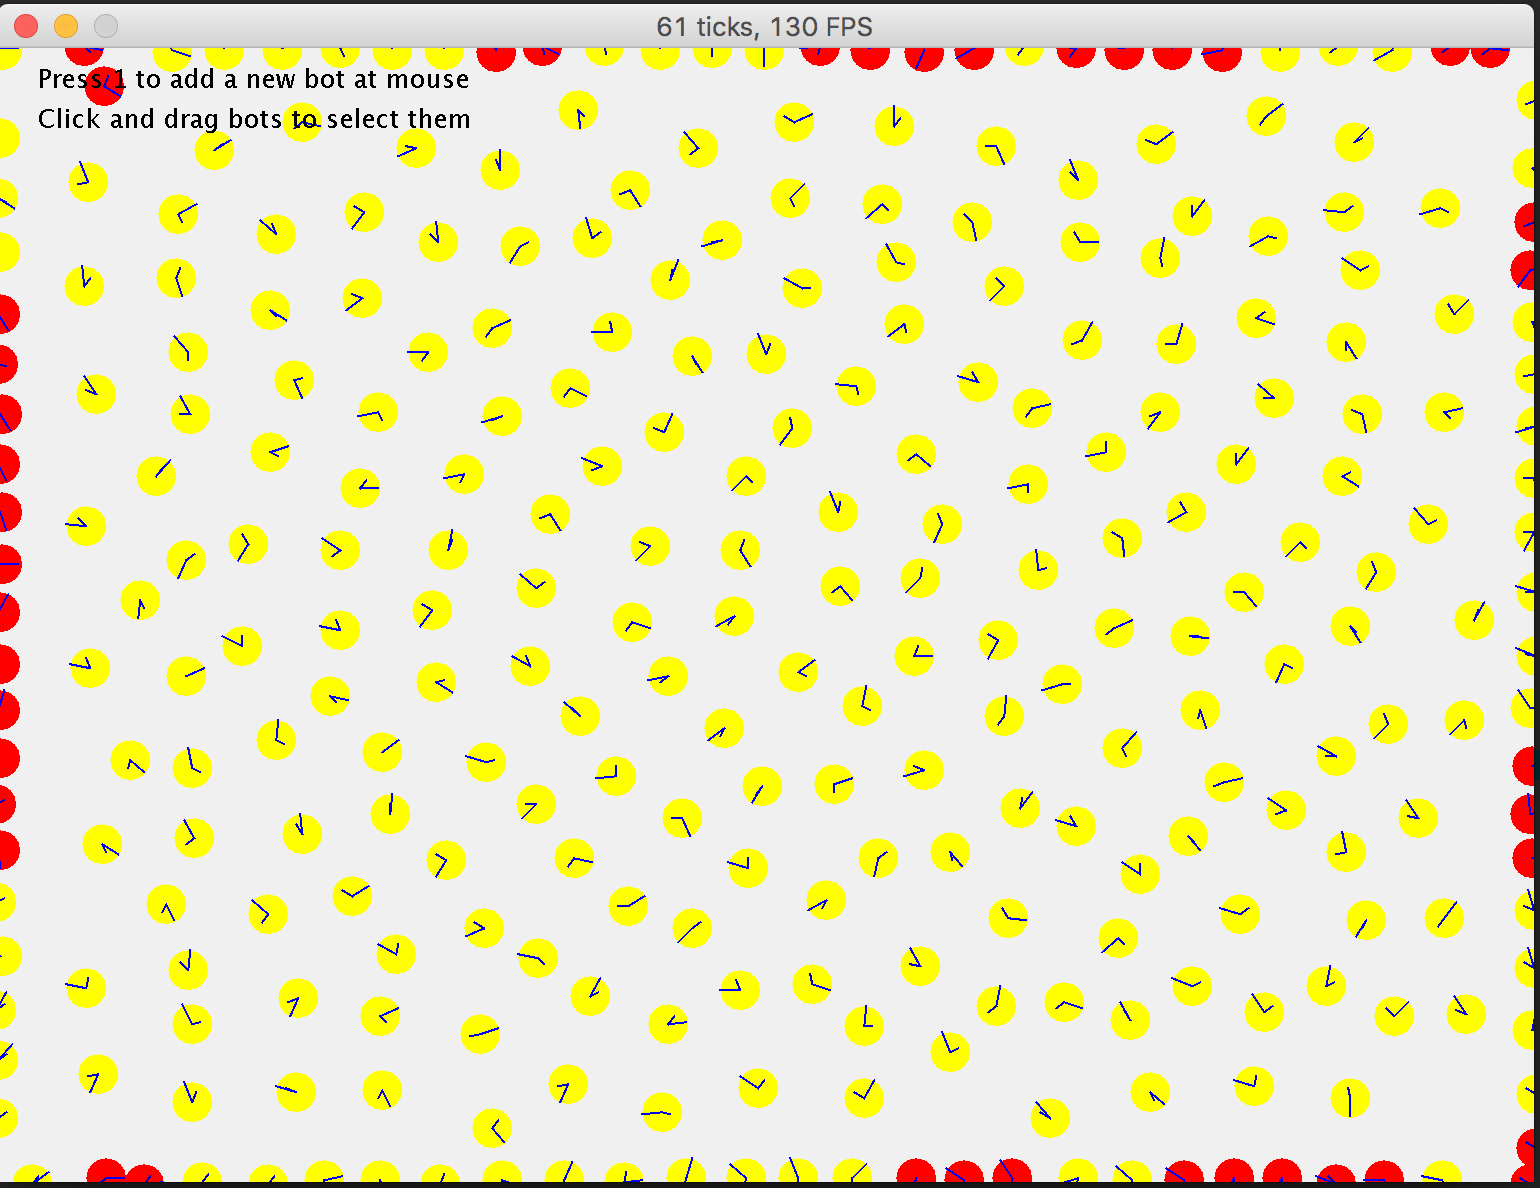 61 ticks, 130 FPS
Press 1 to add a new bot at mouse
Click and drag bots to select them